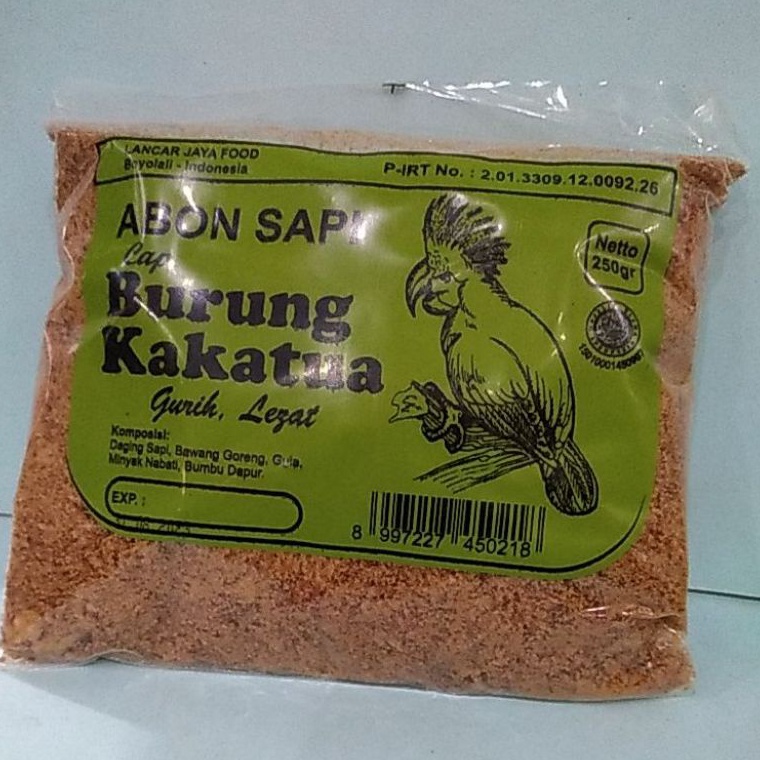 LANCAR JAYA FOOD
Boyolali - Indonesia
P-IRT No. : 2.01.3309.12.0092.26
ABON SAPI
Cap
Burung
Kakatua
Gurih, Lezat
Netto
250gr
Komposisi:
Daging Sapi, Bawang Goreng, Gula,
Minyak Nabati, Bumbu Dapur.
EXP. :
8 997227 450218